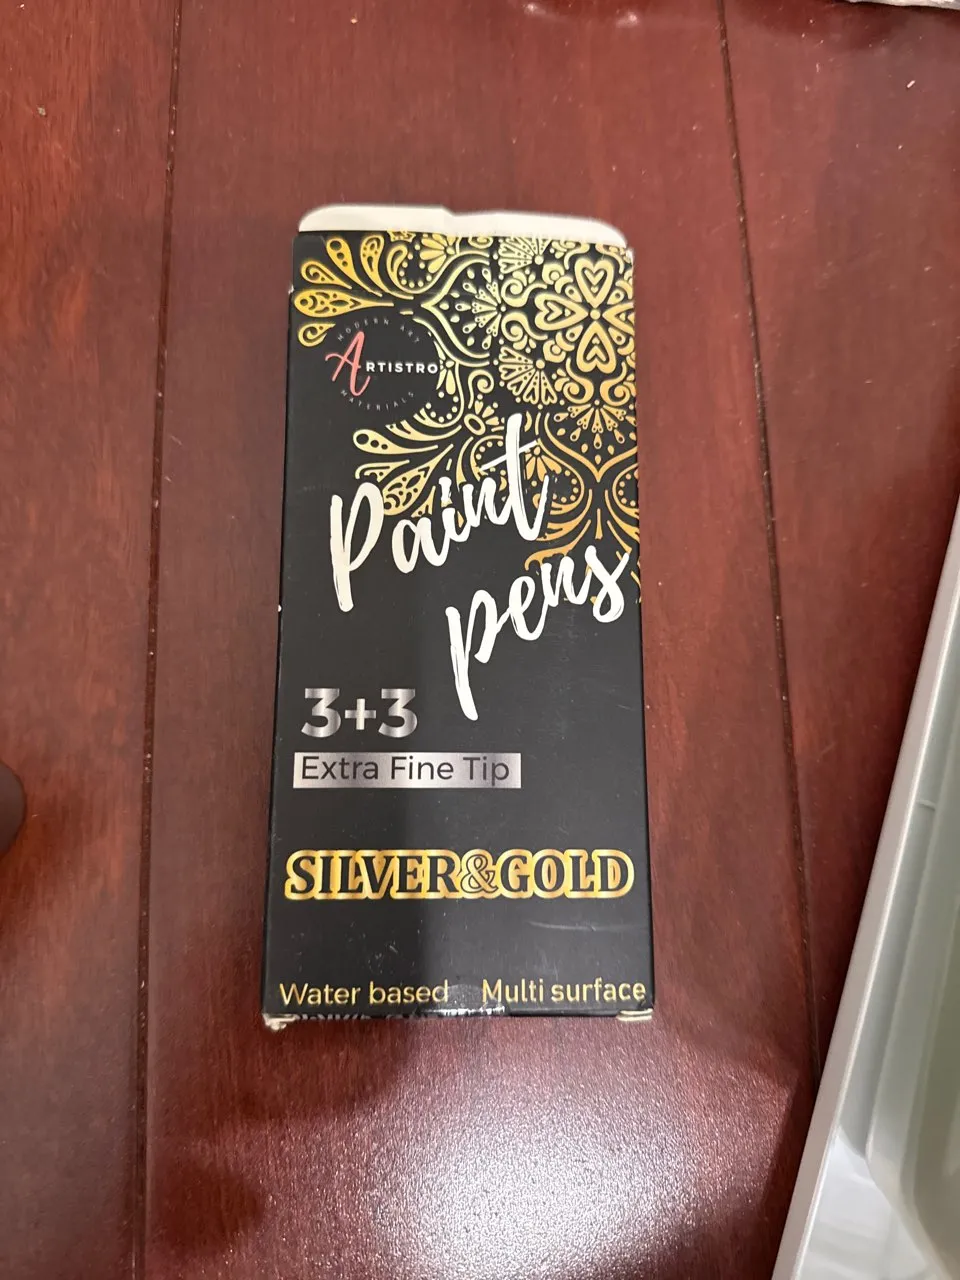 MODERN ART
ARTISTRO
MATERIALS
Paint
pens
3+3
Extra Fine Tip
SILVER&GOLD
Water based Multi surface